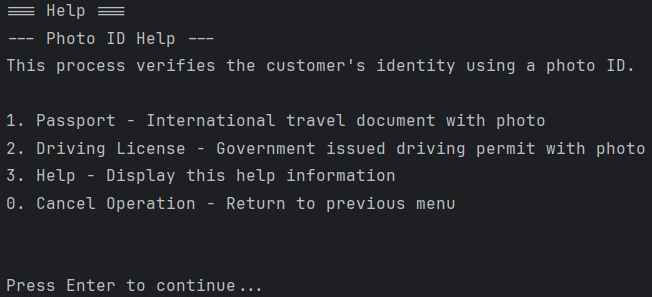 === Help ===
--- Photo ID Help ---
This process verifies the customer's identity using a photo ID.
1. Passport - International travel document with photo
2. Driving License - Government issued driving permit with photo
3. Help - Display this help information
0. Cancel Operation - Return to previous menu
Press Enter to continue...